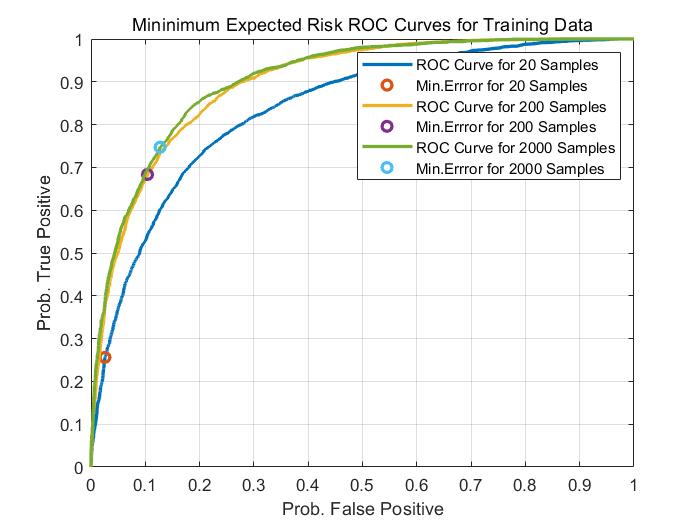 Mininimum Expected Risk ROC Curves for Training Data
1
0.9
0.8
0.7
0.6
0.5
0.4
0.3
0.2
0.1
0
Prob. True Positive
ROC Curve for 20 Samples
Min.Errror for 20 Samples
ROC Curve for 200 Samples
Min.Errror for 200 Samples
ROC Curve for 2000 Samples
Min.Errror for 2000 Samples
0 0.1 0.2 0.3 0.4 0.5 0.6 0.7 0.8 0.9 1
Prob. False Positive